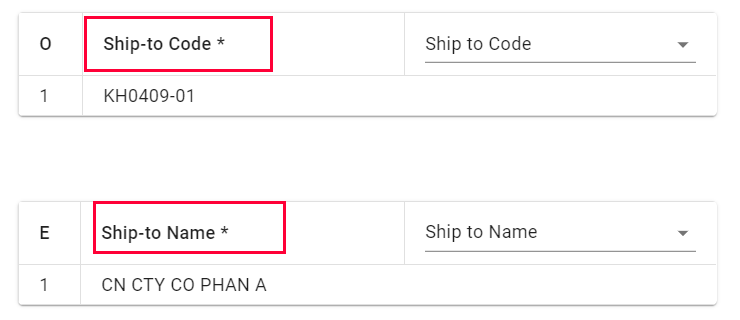 O Ship-to Code * Ship to Code
1 KH0409-01
E Ship-to Name * Ship to Name
1 CN CTY CO PHAN A